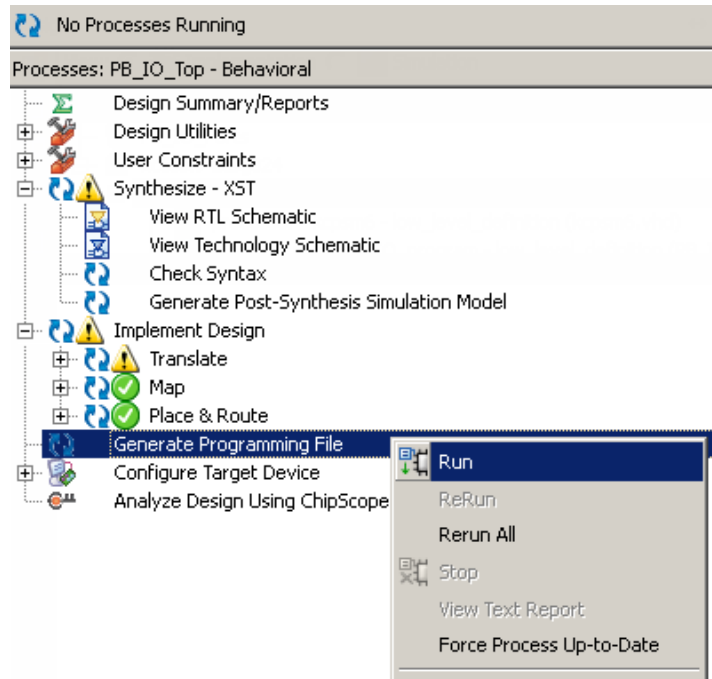 No Processes Running
Processes: PB_IO_Top - Behavioral
Design Summary/Reports
Design Utilities
User Constraints
Synthesize - XST
View RTL Schematic
View Technology Schematic
Check Syntax
Generate Post-Synthesis Simulation Model
Implement Design
Translate
Map
Place & Route
Generate Programming File
Configure Target Device
Analyze Design Using ChipScope
Run
ReRun
Rerun All
Stop
View Text Report
Force Process Up-to-Date